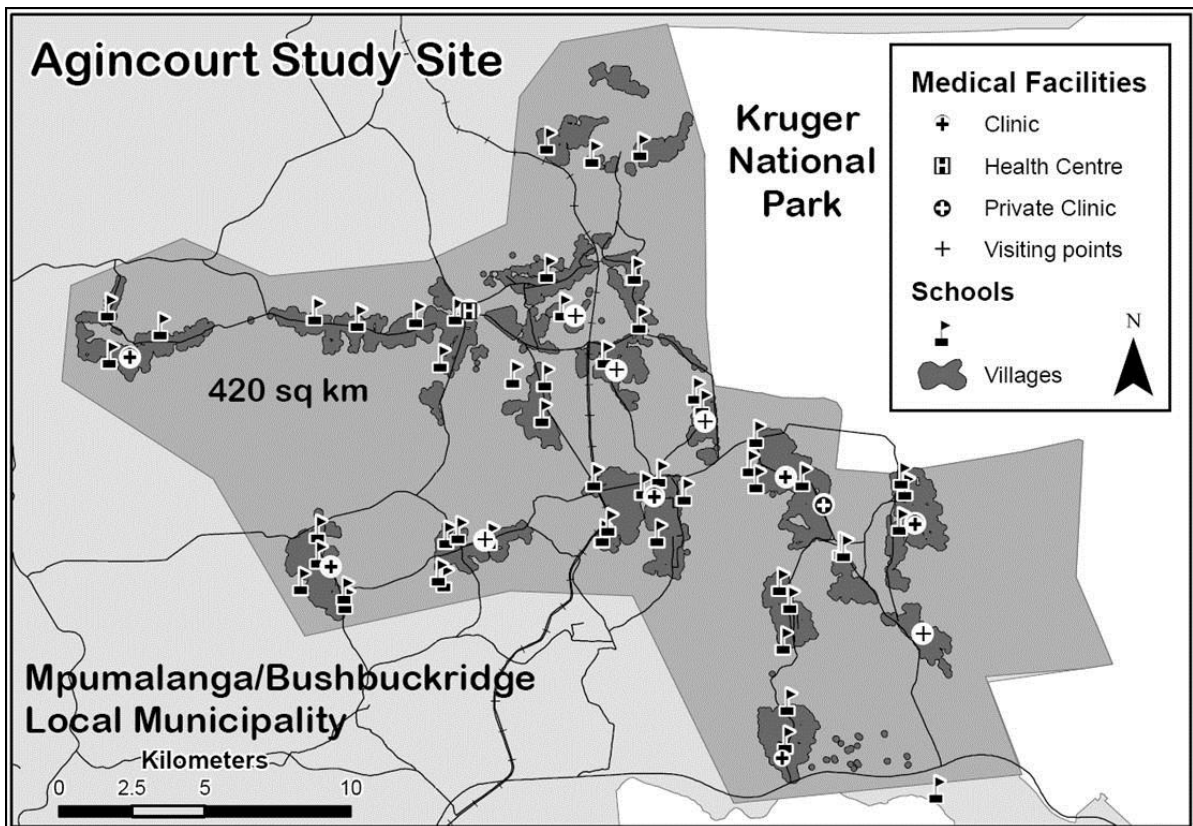 Agincourt Study Site
Kruger
National
Park
Medical Facilities
Clinic
H Health Centre
Private Clinic
Visiting points
Schools
N
Villages
H
420 sq km
Mpumalanga/Bushbuckridge
Local Municipality
Kilometers
0 2.5 5 10